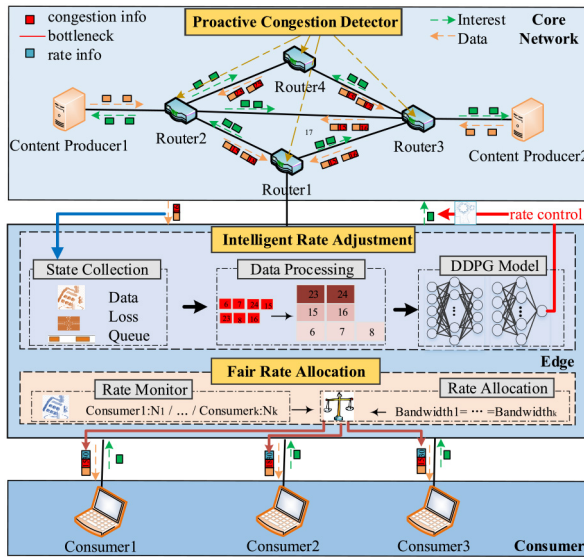 congestion info
bottleneck
rate info
Proactive Congestion Detector
Interest
Data
Core
Network
Router4
Router2
Router3
17
Router1
Content Producer1
Content Producer2
rate control
Intelligent Rate Adjustment
State Collection
Data
Loss
Queue
Data Processing
23 24
15 16
6 7 8
DDPG Model
Edge
Fair Rate Allocation
Rate Monitor
Consumer1:N1 / ... / Consumerk:Nk
Rate Allocation
Bandwidth1= ··· =Bandwidthk
Consumer1
Consumer2
Consumer3
Consumer